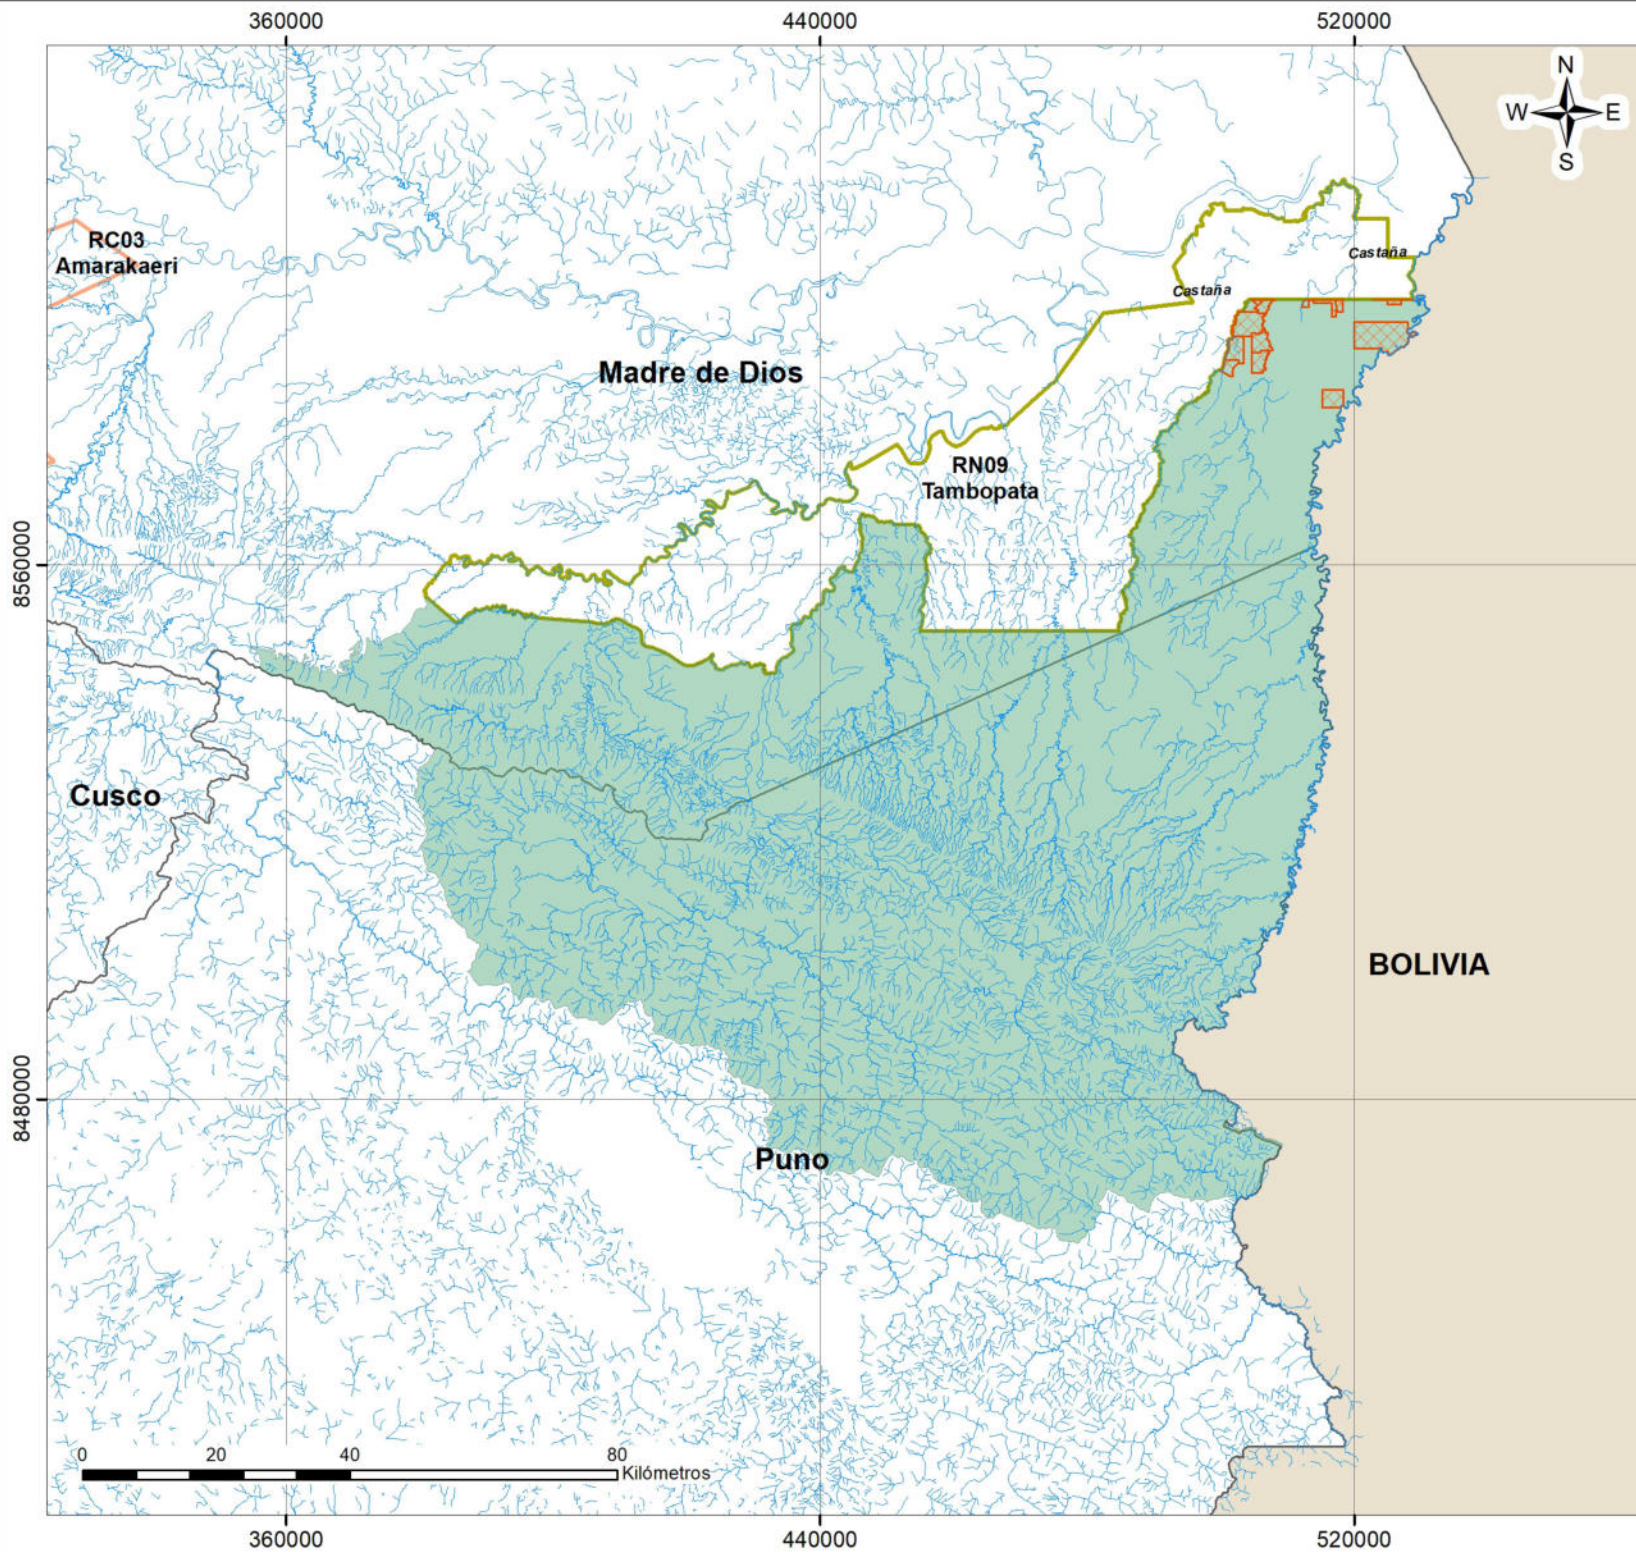 360000
440000
520000
N
W
E
S
RC03
Amarakaeri
Castaña
Castaña
Madre de Dios
RN09
Tambopata
8560000
Cusco
BOLIVIA
8480000
Puno
0
20
40
80
Kilómetros
360000
440000
520000